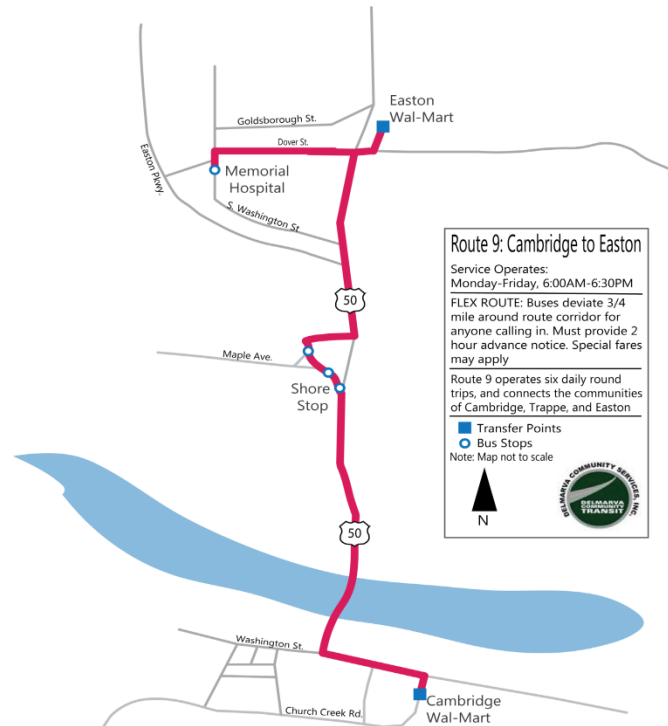 Goldsborough St.
Easton
Wal-Mart
Dover St.
Easton Pkwy.
Memorial
Hospital
S. Washington St
50
Maple Ave.
Shore
Stop
50
Washington St.
Church Creek Rd.
Cambridge
Wal-Mart
Route 9: Cambridge to Easton
Service Operates:
Monday-Friday, 6:00AM-6:30PM
FLEX ROUTE: Buses deviate 3/4
mile around route corridor for
anyone calling in. Must provide 2
hour advance notice. Special fares
may apply
Route 9 operates six daily round
trips, and connects the communities
of Cambridge, Trappe, and Easton
Transfer Points
Bus Stops
Note: Map not to scale
N
DELMARVA COMMUNITY SERVICES, INC.
DELMARVA
COMMUNITY
TRANSIT